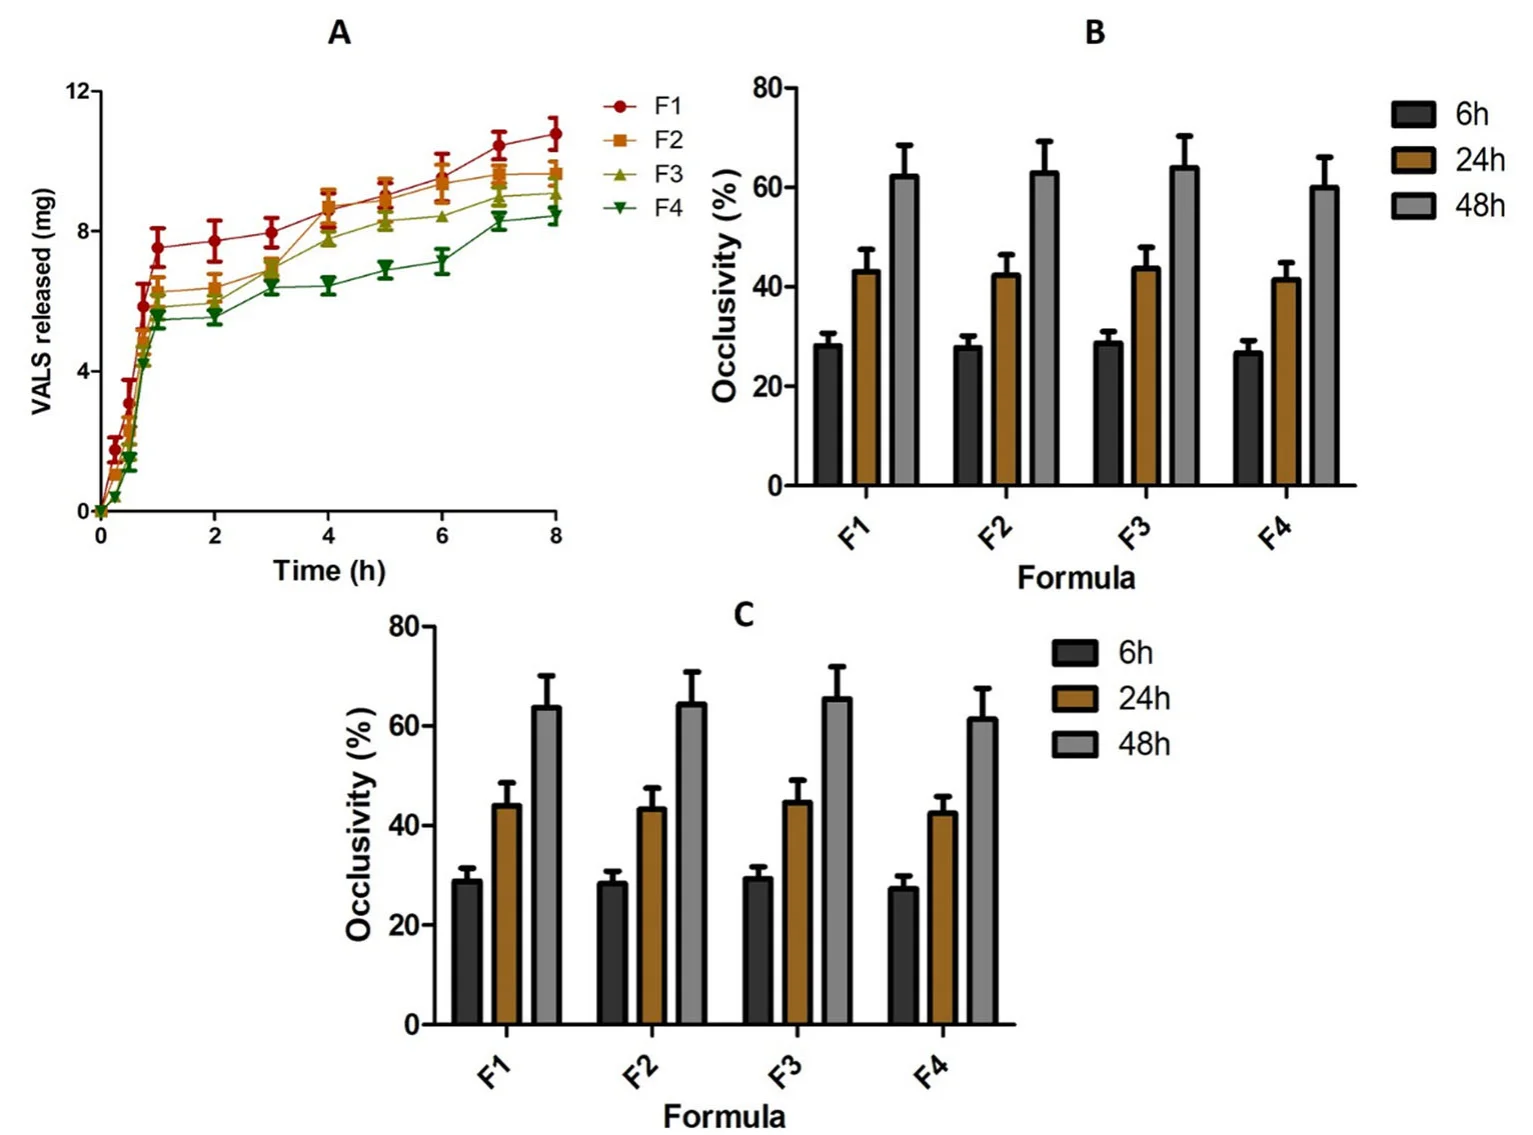 A
12
8
4
0
VALS released (mg)
0 2 4 6 8
Time (h)
F1
F2
F3
F4
B
80
60
40
20
0
Occlusivity (%)
F1 F2 F3 F4
Formula
6h
24h
48h
C
80
60
40
20
0
Occlusivity (%)
F1 F2 F3 F4
Formula
6h
24h
48h